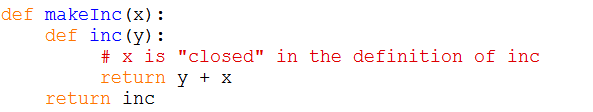 def makeInc(x):
    def inc(y):
        # x is "closed" in the definition of inc
        return y + x
    return inc